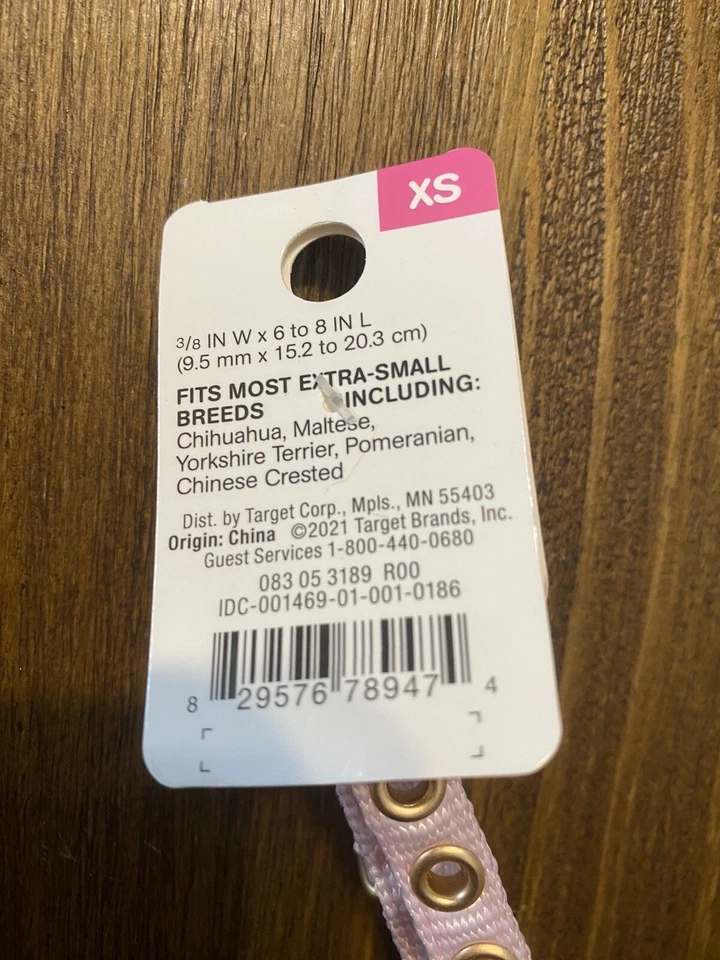 XS
3/8 IN W x 6 to 8 IN L
(9.5 mm x 15.2 to 20.3 cm)
FITS MOST EXTRA-SMALL
BREEDS INCLUDING:
Chihuahua, Maltese,
Yorkshire Terrier, Pomeranian,
Chinese Crested
Dist. by Target Corp., Mpls., MN 55403
Origin: China ©2021 Target Brands, Inc.
Guest Services 1-800-440-0680
083 05 3189 R00
IDC-001469-01-001-0186
8 29576 78947 4